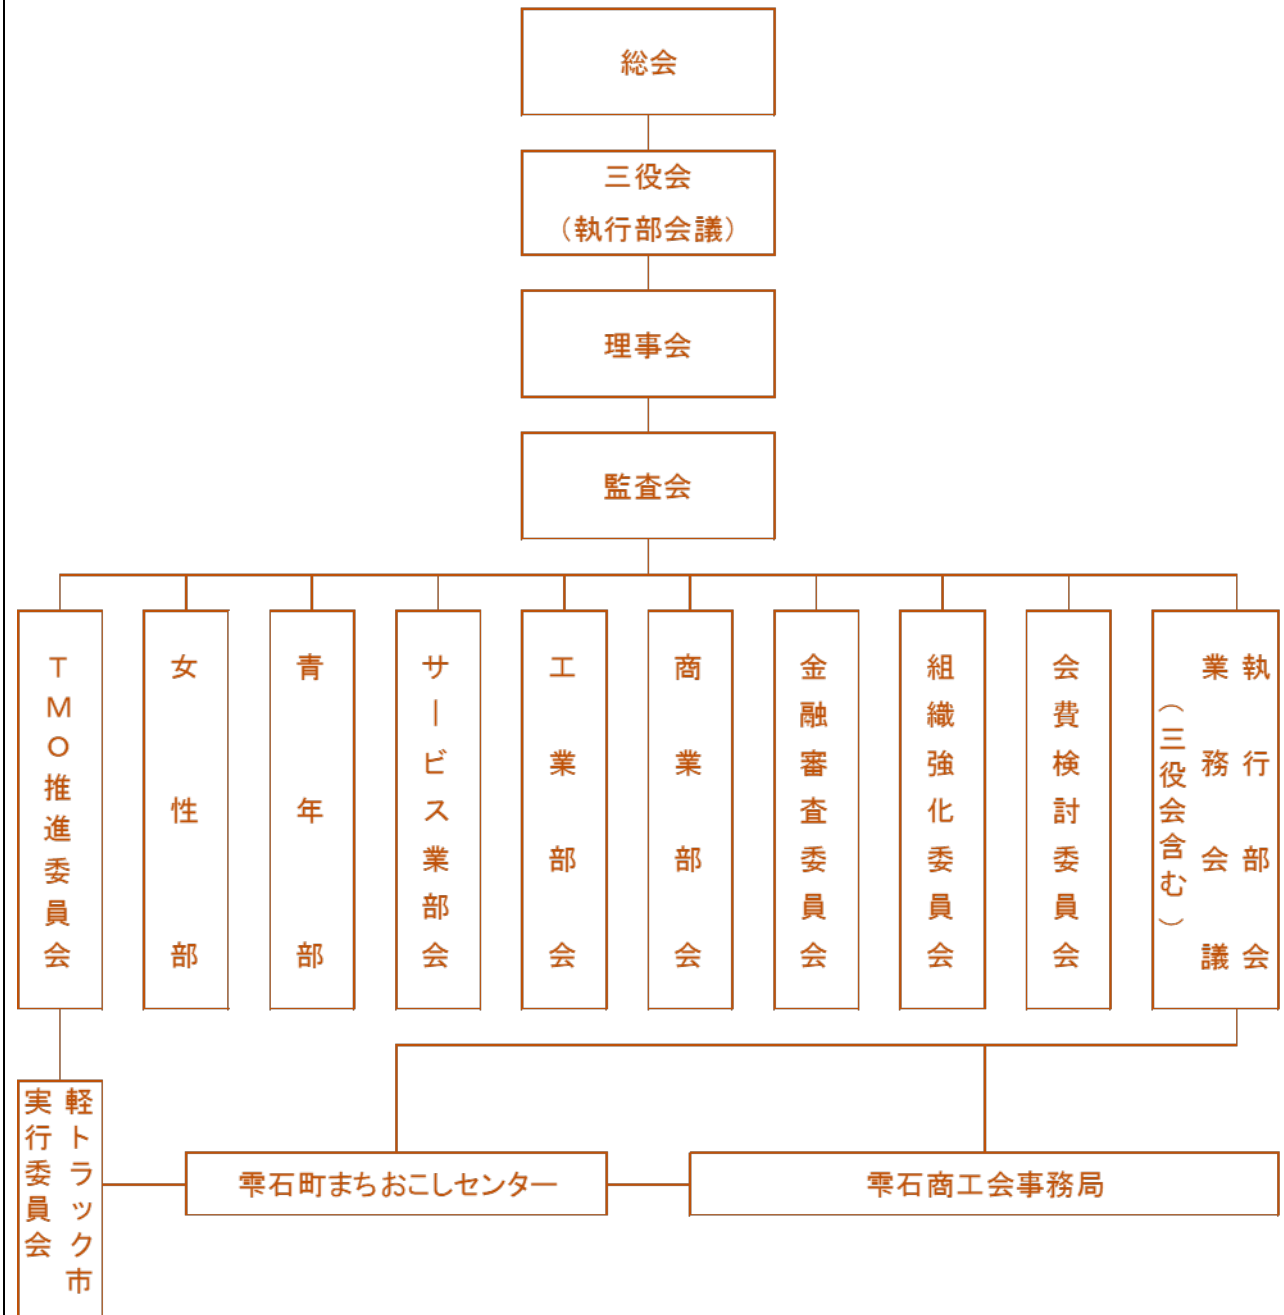 総会
三役会
（執行部会議）
理事会
監査会
TMO推進委員会
女性部
青年部
サービス業部会
工業部会
商業部会
金融審査委員会
組織強化委員会
会費検討委員会
執行部会
業務会議
（三役会含む）
軽トラック市
実行委員会
雫石町まちおこしセンター
雫石商工会事務局